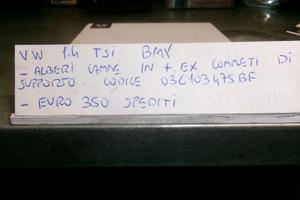 VW 1.4 TSI BMY
- ALBERI CAMME IN + EX COMPLETI DI
SUPPORTO CODICE 03C103475BF
- EURO 350 SPEDITI